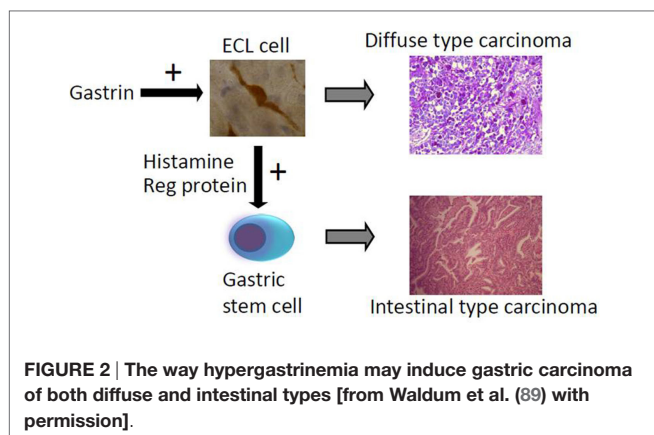 ECL cell
Diffuse type carcinoma
Gastrin
+
Histamine
Reg protein
+
Gastric
stem cell
Intestinal type carcinoma
FIGURE 2 | The way hypergastrinemia may induce gastric carcinoma
of both diffuse and intestinal types [from Waldum et al. (89) with
permission].